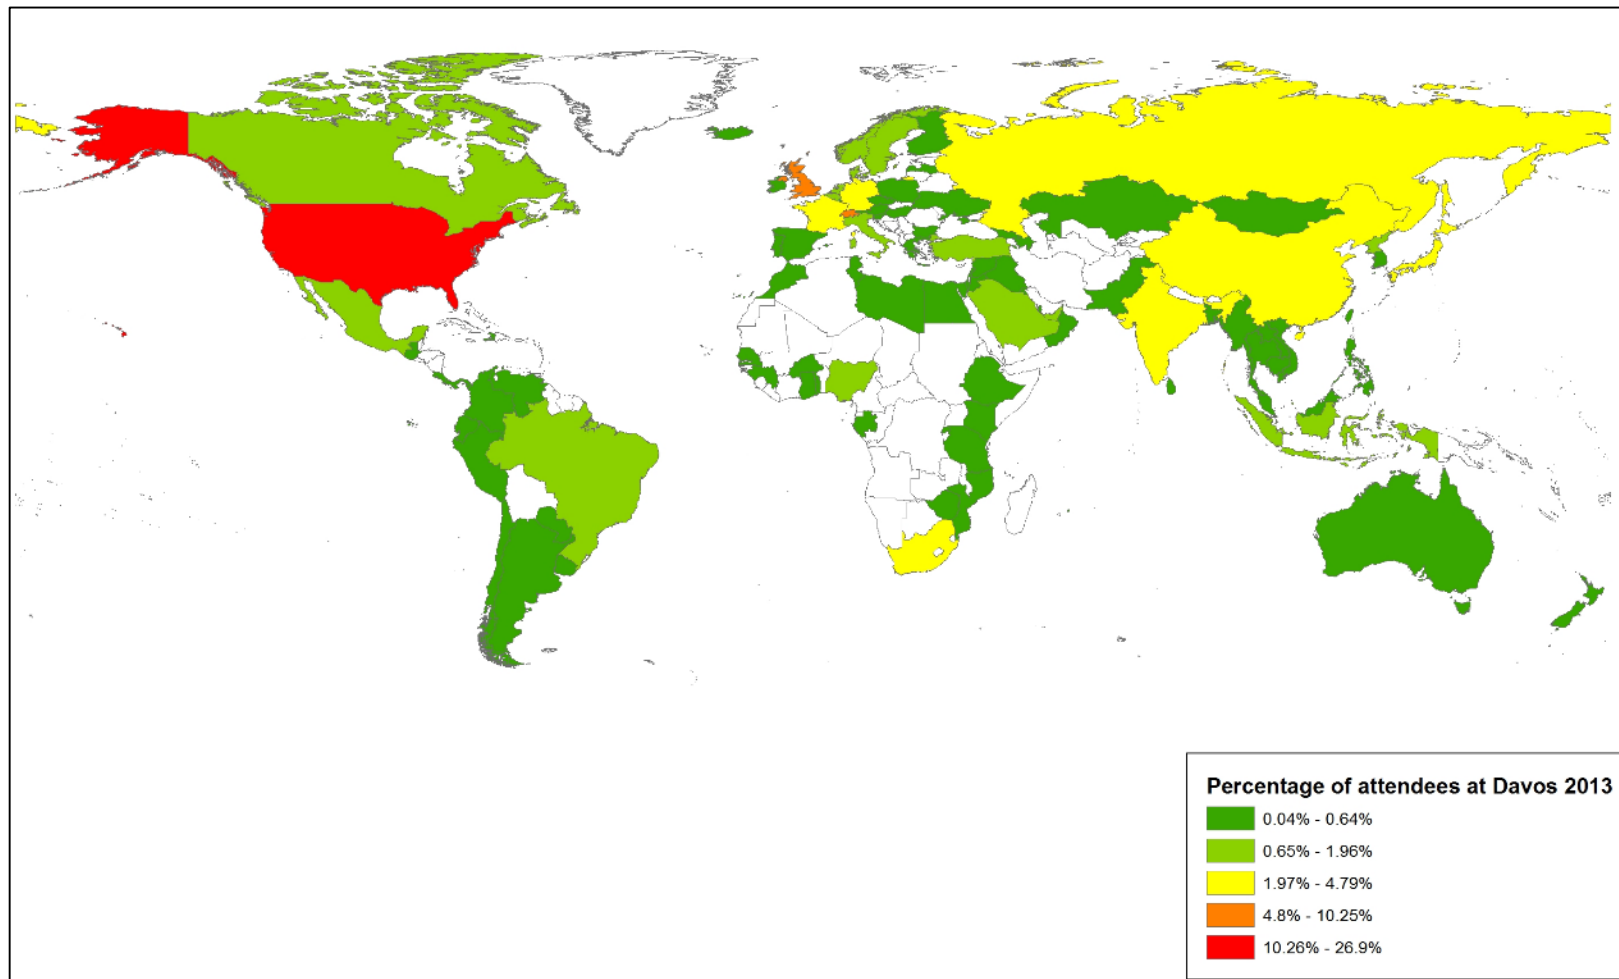 Percentage of attendees at Davos 2013
0.04% - 0.64%
0.65% - 1.96%
1.97% - 4.79%
4.8% - 10.25%
10.26% - 26.9%